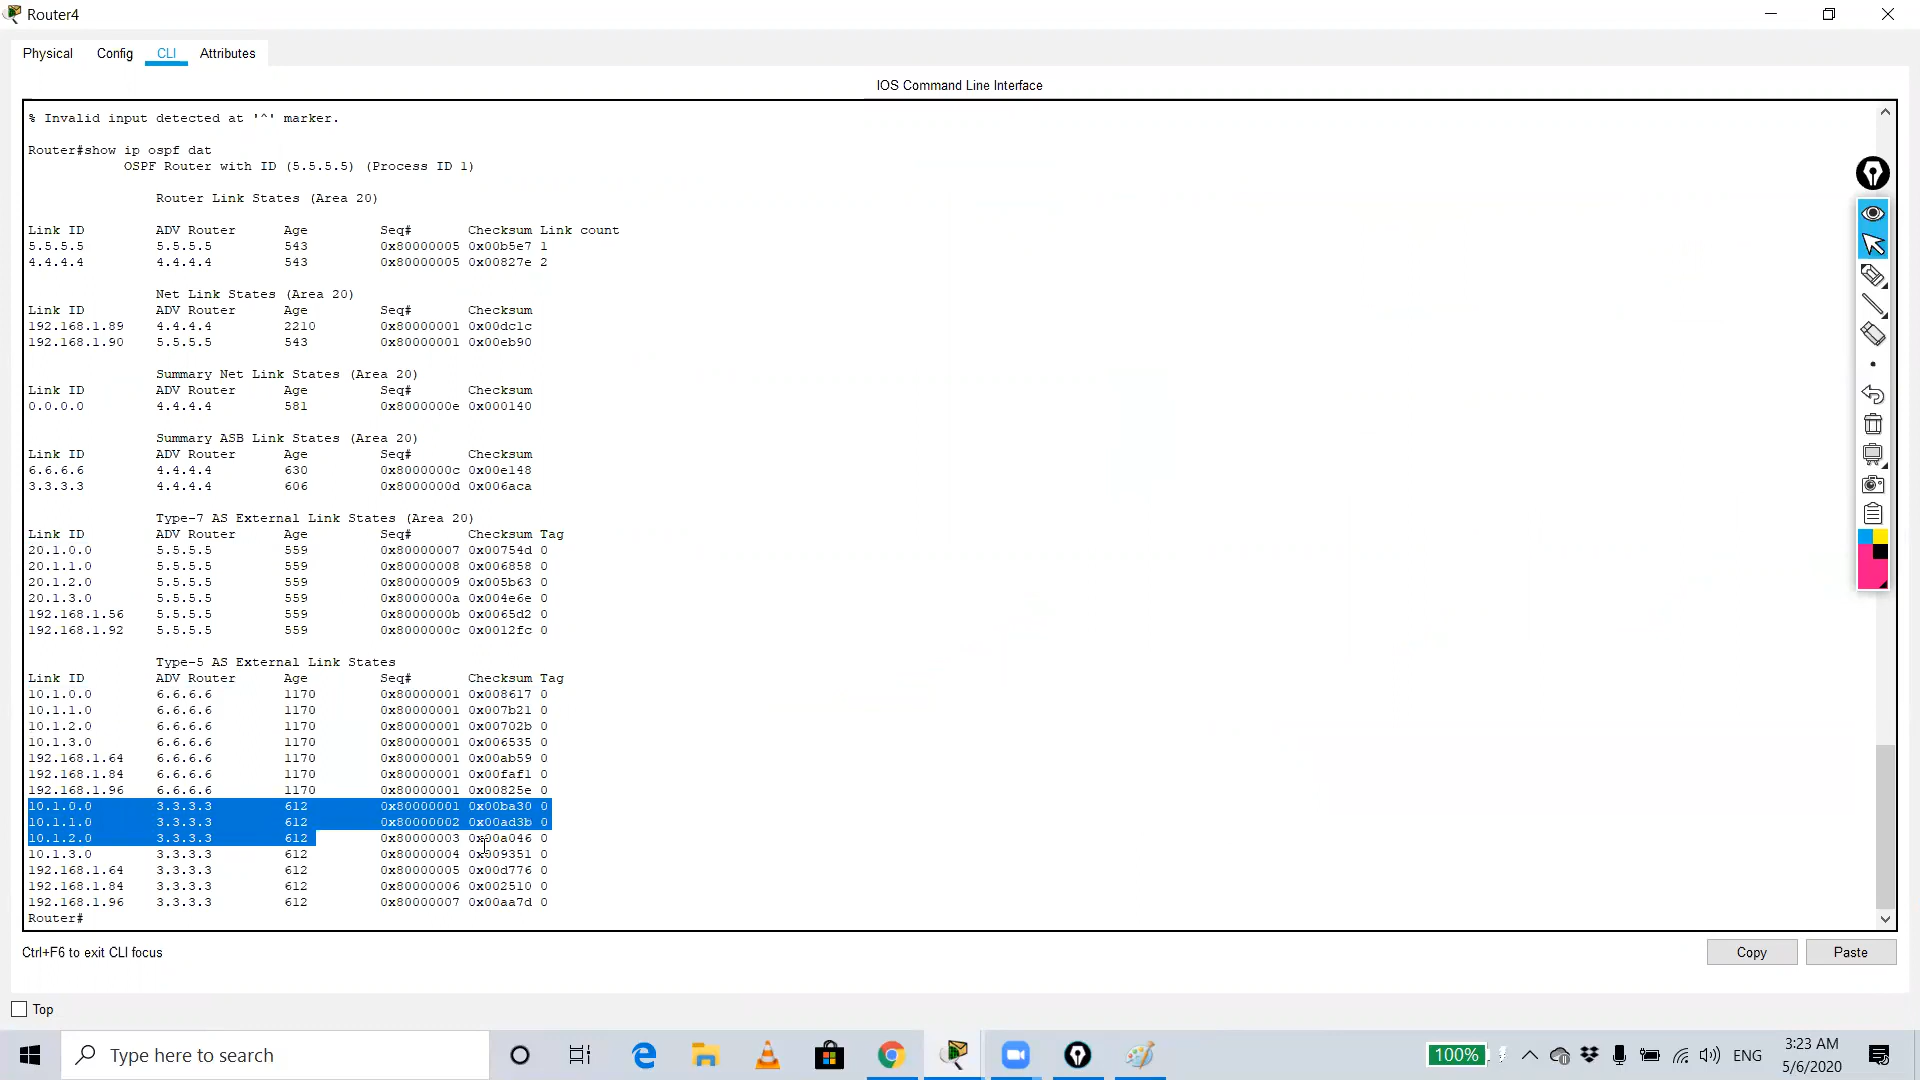 Router4
Physical Config CLI Attributes
IOS Command Line Interface
% Invalid input detected at '^' marker.
Router#show ip ospf dat
OSPF Router with ID (5.5.5.5) (Process ID 1)
Router Link States (Area 20)
Link ID ADV Router Age Seq# Checksum Link count
5.5.5.5 5.5.5.5 543 0x80000005 0x00b5e7 1
4.4.4.4 4.4.4.4 543 0x80000005 0x00827e 2
Net Link States (Area 20)
Link ID ADV Router Age Seq# Checksum
192.168.1.89 4.4.4.4 2210 0x80000001 0x00dc1c
192.168.1.90 5.5.5.5 543 0x80000001 0x00eb90
Summary Net Link States (Area 20)
Link ID ADV Router Age Seq# Checksum
0.0.0.0 4.4.4.4 581 0x8000000e 0x000140
Summary ASB Link States (Area 20)
Link ID ADV Router Age Seq# Checksum
6.6.6.6 4.4.4.4 630 0x8000000c 0x00e148
3.3.3.3 4.4.4.4 606 0x8000000d 0x006aca
Type-7 AS External Link States (Area 20)
Link ID ADV Router Age Seq# Checksum Tag
20.1.0.0 5.5.5.5 559 0x80000007 0x00754d 0
20.1.1.0 5.5.5.5 559 0x80000008 0x006858 0
20.1.2.0 5.5.5.5 559 0x80000009 0x005b63 0
20.1.3.0 5.5.5.5 559 0x8000000a 0x004e6e 0
192.168.1.56 5.5.5.5 559 0x8000000b 0x0065d2 0
192.168.1.92 5.5.5.5 559 0x8000000c 0x0012fc 0
Type-5 AS External Link States
Link ID ADV Router Age Seq# Checksum Tag
10.1.0.0 6.6.6.6 1170 0x80000001 0x008617 0
10.1.1.0 6.6.6.6 1170 0x80000001 0x007b21 0
10.1.2.0 6.6.6.6 1170 0x80000001 0x00702b 0
10.1.3.0 6.6.6.6 1170 0x80000001 0x006535 0
192.168.1.64 6.6.6.6 1170 0x80000001 0x00ab59 0
192.168.1.84 6.6.6.6 1170 0x80000001 0x00faf1 0
192.168.1.96 6.6.6.6 1170 0x80000001 0x00825e 0
10.1.0.0 3.3.3.3 612 0x80000001 0x00ba30 0
10.1.1.0 3.3.3.3 612 0x80000002 0x00ad3b 0
10.1.2.0 3.3.3.3 612 0x80000003 0x00a046 0
10.1.3.0 3.3.3.3 612 0x80000004 0x009351 0
192.168.1.64 3.3.3.3 612 0x80000005 0x00d776 0
192.168.1.84 3.3.3.3 612 0x80000006 0x002510 0
192.168.1.96 3.3.3.3 612 0x80000007 0x00aa7d 0
Router#
Ctrl+F6 to exit CLI focus
Copy Paste
Top
Type here to search
100% ENG
3:23 AM
5/6/2020